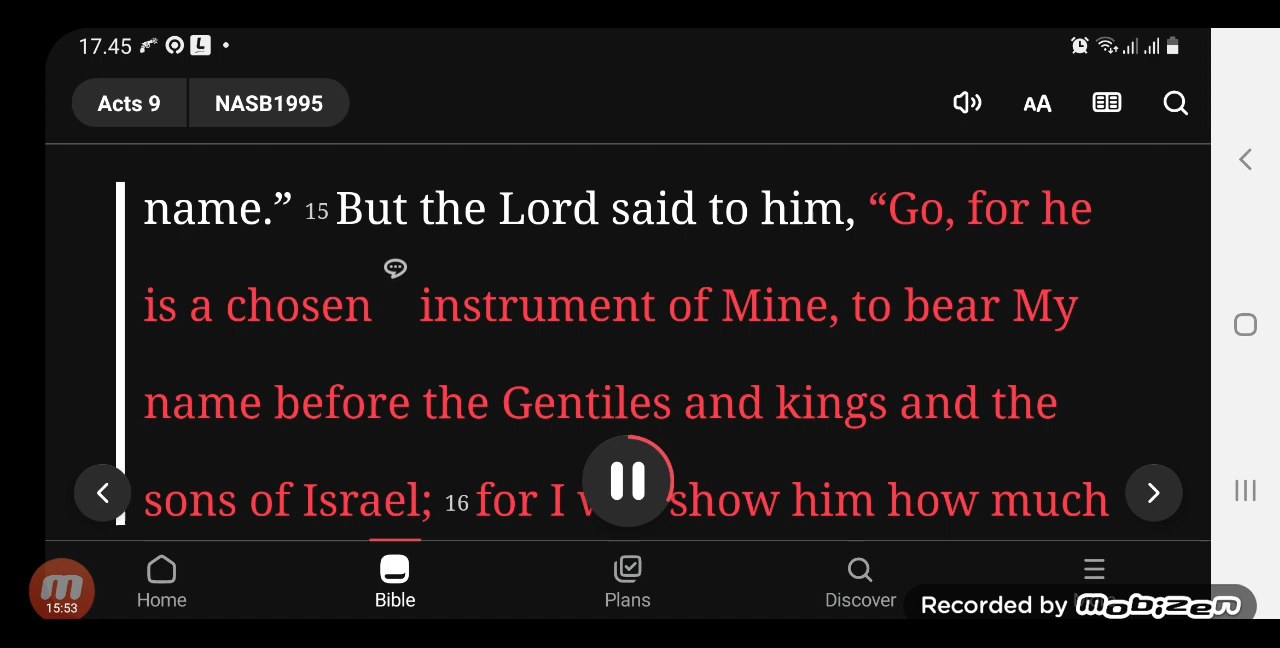 17.45
Acts 9 NASB1995
AA
name.” 15 But the Lord said to him, “Go, for he
is a chosen instrument of Mine, to bear My
name before the Gentiles and kings and the
sons of Israel; 16 for I show him how much
Home Bible Plans Discover
15:53
Recorded by Mobizen